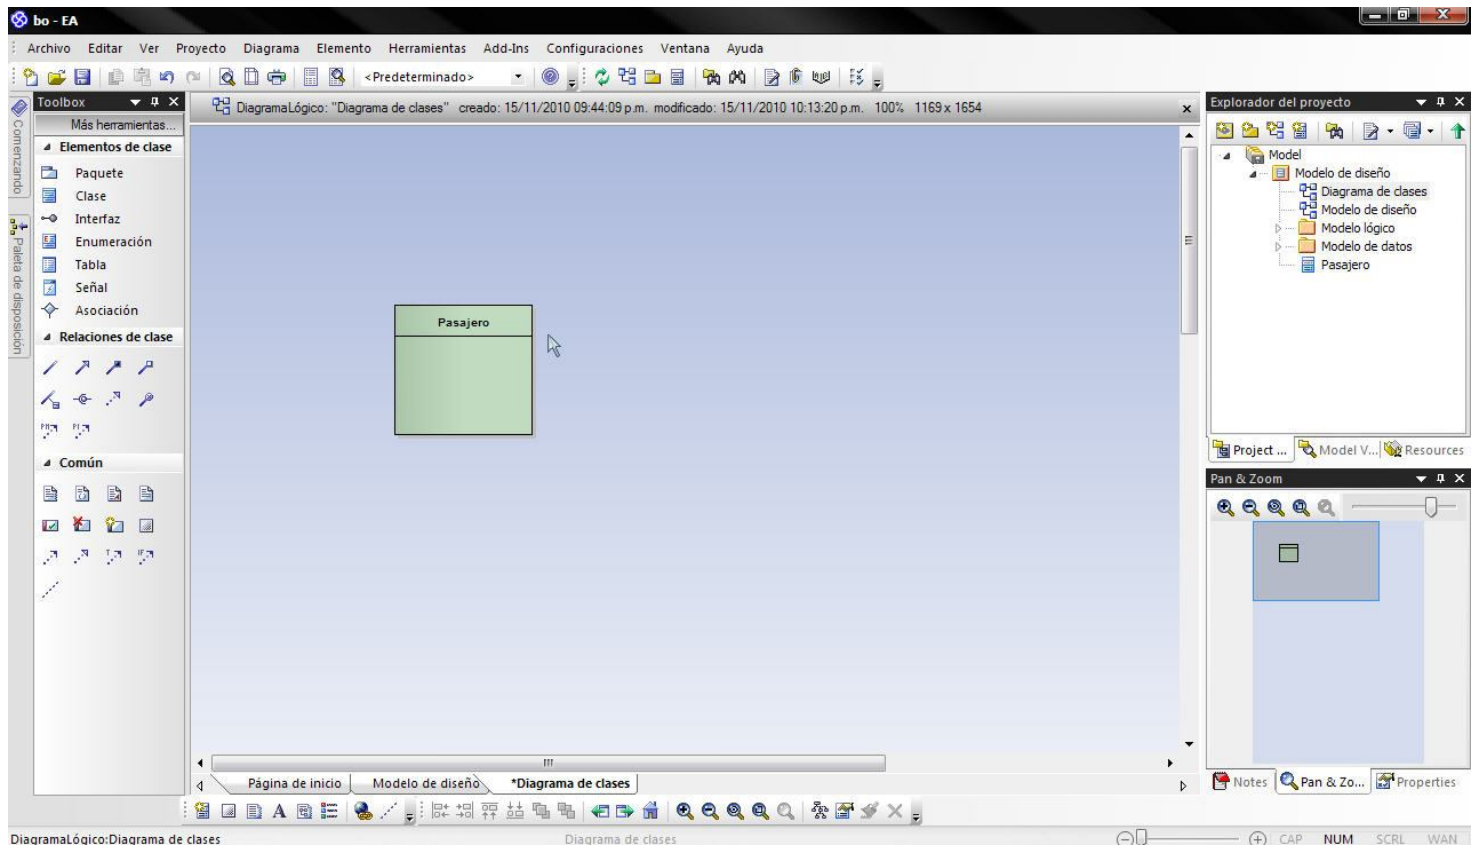 bo - EA
Archivo Editar Ver Proyecto Diagrama Elemento Herramientas Add-Ins Configuraciones Ventana Ayuda
<Predeterminado>
Comenzando
Paleta de disposición
Toolbox
Más herramientas...
Elementos de clase
Paquete
Clase
Interfaz
Enumeración
Tabla
Señal
Asociación
Relaciones de clase
Común
DiagramaLógico: "Diagrama de clases" creado: 15/11/2010 09:44:09 p.m. modificado: 15/11/2010 10:13:20 p.m. 100% 1169 x 1654
Pasajero
Página de inicio
Modelo de diseño
*Diagrama de clases
Explorador del proyecto
Model
Modelo de diseño
Diagrama de clases
Modelo de diseño
Modelo lógico
Modelo de datos
Pasajero
Project ... Model V... Resources
Pan & Zoom
Notes Pan & Zo... Properties
A
DiagramaLógico:Diagrama de clases
Diagrama de clases
CAP NUM SCRL WAN